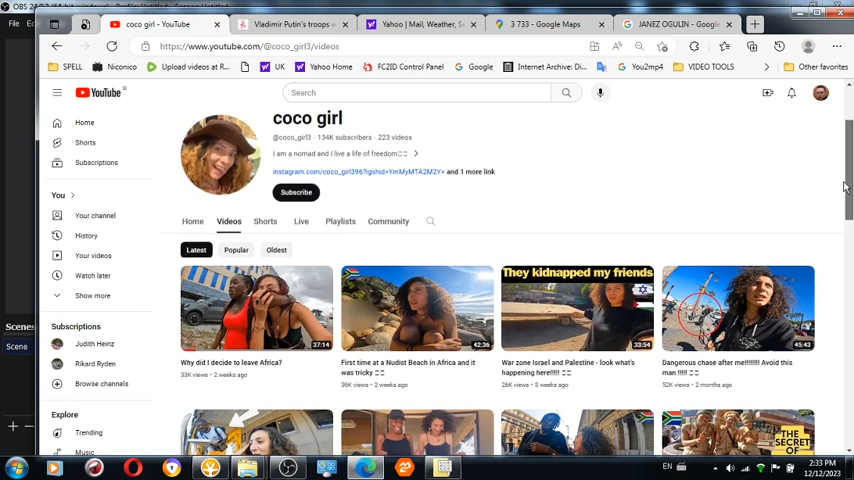 OBS 24.0.3
coco girl - YouTube
Vladimir Putin's troops w
Yahoo | Mail, Weather, Se
3 733 - Google Maps
JANEZ OGULIN - Google
File
https://www.youtube.com/@coco_girl3/videos
SPELL
Niconico
Upload videos at R...
UK
Yahoo Home
FC2ID Control Panel
Google
Internet Archive: Di...
You2mp4
VIDEO TOOLS
Other favorites
YouTube
Search
Home
Shorts
Subscriptions
You
Your channel
History
Your videos
Watch later
Show more
Subscriptions
Judith Heinz
Rikard Ryden
Browse channels
Explore
Trending
Music
coco girl
@coco_girl3 · 134K subscribers · 223 videos
I am a nomad and I live a life of freedom
instagram.com/coco_girl396?igshid=YmMyMTA2M2Y= and 1 more link
Subscribe
Home Videos Shorts Live Playlists Community
Latest Popular Oldest
37:14
Why did I decide to leave Africa?
33K views • 2 weeks ago
42:36
First time at a Nudist Beach in Africa and it
was tricky
36K views • 2 weeks ago
They kidnapped my friends
33:54
War zone Israel and Palestine - look what's
happening here!!!!!
26K views • 3 weeks ago
45:43
Dangerous chase after me!!!!!!!! Avoid this
man !!!!!
52K views • 2 months ago
THE SECRET
OF
Scenes
Scene
EN
2:33 PM
12/12/2023